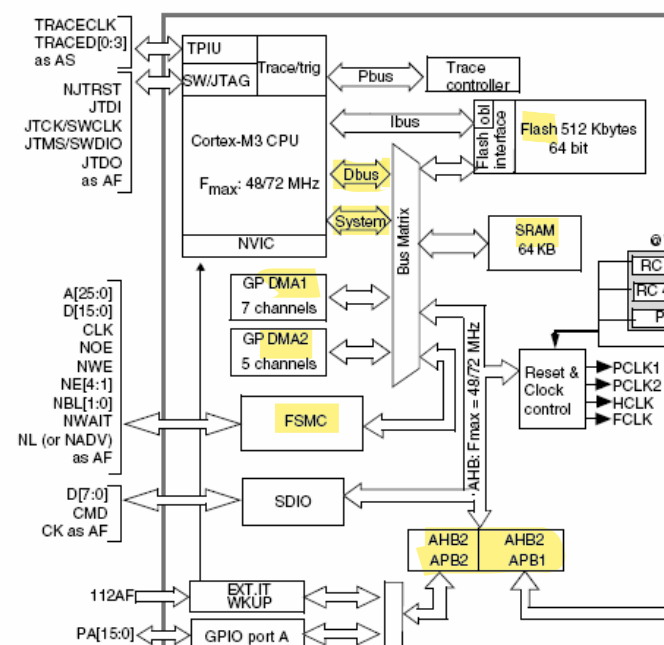 TRACECLK
TRACED[0:3]
as AS
TPIU
Trace/trig
SW/JTAG
Pbus
Trace
controller
NJTRST
JTDI
JTCK/SWCLK
JTMS/SWDIO
JTDO
as AF
Cortex-M3 CPU
Fmax: 48/72 MHz
NVIC
Ibus
Dbus
System
Flash obl
interface
Flash 512 Kbytes
64 bit
Bus Matrix
SRAM
64 KB
GP DMA1
7 channels
GP DMA2
5 channels
A[25:0]
D[15:0]
CLK
NOE
NWE
NE[4:1]
NBL[1:0]
NWAIT
NL (or NADV)
as AF
FSMC
AHB: Fmax = 48/72 MHz
@
RC
RC 4
P
Reset &
Clock
control
PCLK1
PCLK2
HCLK
FCLK
D[7:0]
CMD
CK as AF
SDIO
AHB2
APB2
AHB2
APB1
112AF
EXT.IT
WKUP
PA[15:0]
GPIO port A